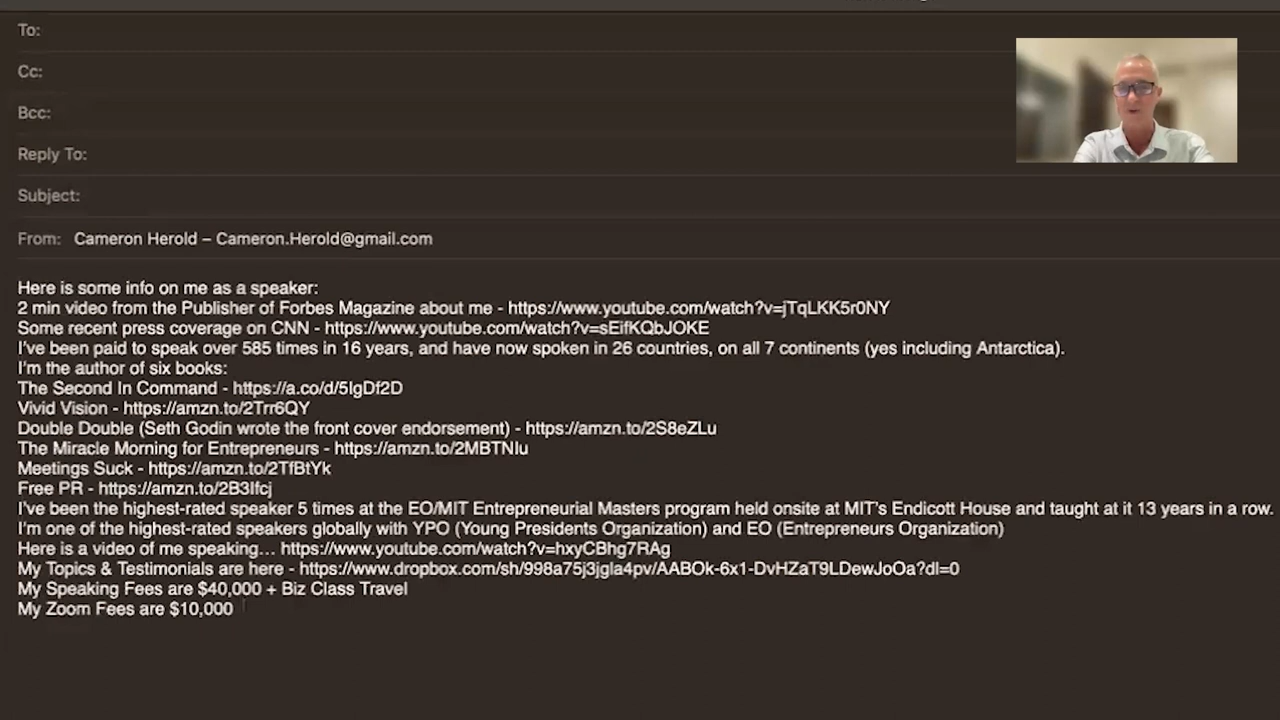 To:
Cc:
Bcc:
Reply To:
Subject:
From: Cameron Herold – Cameron.Herold@gmail.com
Here is some info on me as a speaker:
2 min video from the Publisher of Forbes Magazine about me - https://www.youtube.com/watch?v=jTqLKK5r0NY
Some recent press coverage on CNN - https://www.youtube.com/watch?v=sEifKQbJOKE
I've been paid to speak over 585 times in 16 years, and have now spoken in 26 countries, on all 7 continents (yes including Antarctica).
I'm the author of six books:
The Second In Command - https://a.co/d/5IgDf2D
Vivid Vision - https://amzn.to/2Trr6QY
Double Double (Seth Godin wrote the front cover endorsement) - https://amzn.to/2S8eZLu
The Miracle Morning for Entrepreneurs - https://amzn.to/2MBTNIu
Meetings Suck - https://amzn.to/2TfBtYk
Free PR - https://amzn.to/2B3Ifcj
I've been the highest-rated speaker 5 times at the EO/MIT Entrepreneurial Masters program held onsite at MIT's Endicott House and taught at it 13 years in a row.
I'm one of the highest-rated speakers globally with YPO (Young Presidents Organization) and EO (Entrepreneurs Organization)
Here is a video of me speaking… https://www.youtube.com/watch?v=hxyCBhg7RAg
My Topics & Testimonials are here - https://www.dropbox.com/sh/998a75j3jgla4pv/AABOk-6x1-DvHZaT9LDewJoOa?dl=0
My Speaking Fees are $40,000 + Biz Class Travel
My Zoom Fees are $10,000